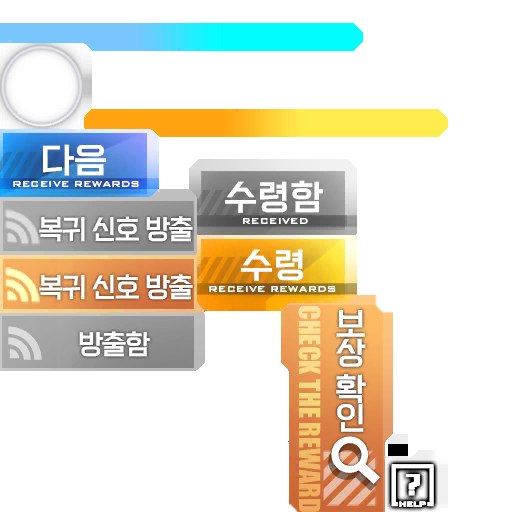 다음
RECEIVE REWARDS
수령함
RECEIVED
복귀 신호 방출
수령
RECEIVE REWARDS
복귀 신호 방출
방출함
보상 확인
CHECK THE REWARD
?
HELP